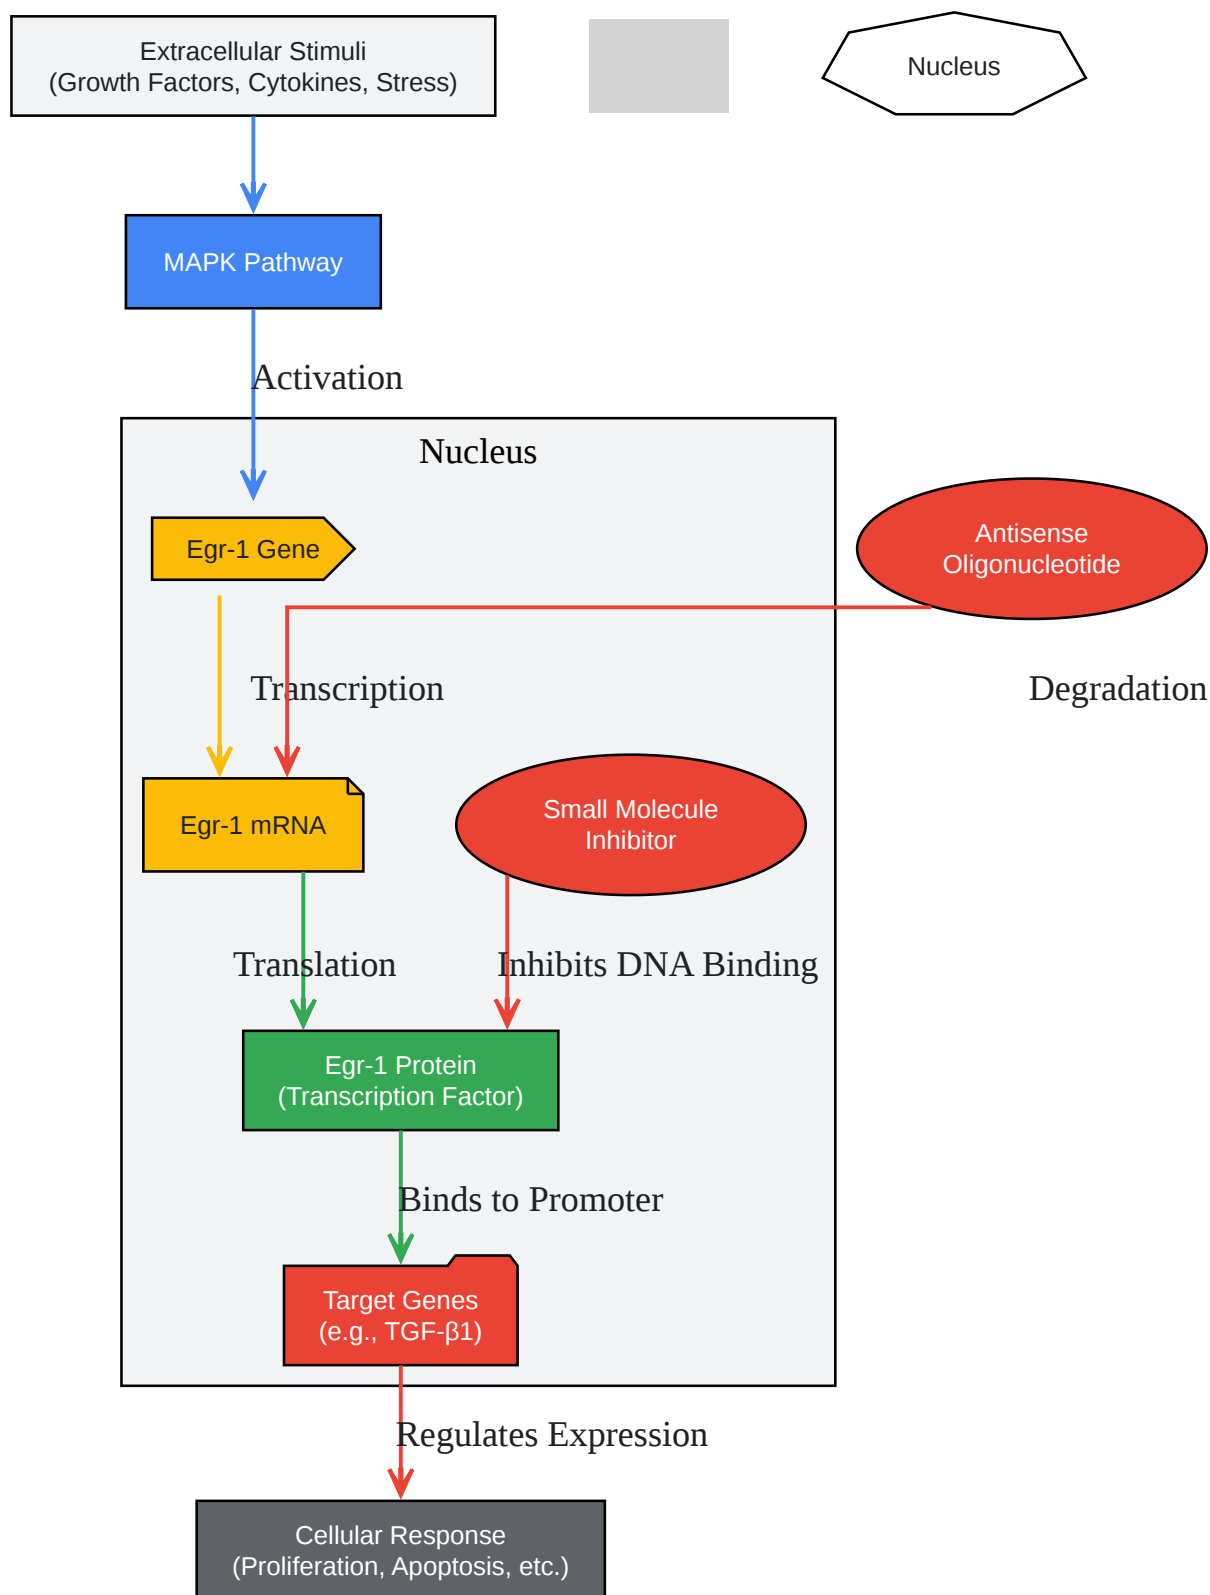 Extracellular Stimuli
(Growth Factors, Cytokines, Stress)
Nucleus
MAPK Pathway
Activation
Nucleus
Egr-1 Gene
Antisense
Oligonucleotide
Transcription
Degradation
Egr-1 mRNA
Small Molecule
Inhibitor
Translation
Inhibits DNA Binding
Egr-1 Protein
(Transcription Factor)
Binds to Promoter
Target Genes
(e.g., TGF-β1)
Regulates Expression
Cellular Response
(Proliferation, Apoptosis, etc.)